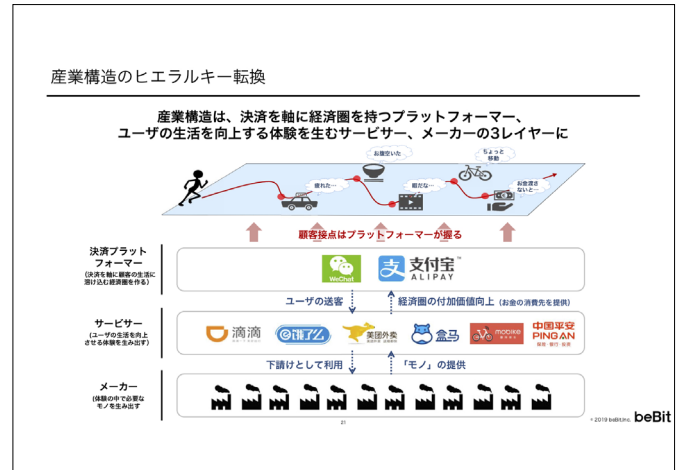 産業構造のヒエラルキー転換
産業構造は、決済を軸に経済圏を持つプラットフォーマー、
ユーザの生活を向上する体験を生むサービサー、メーカーの3レイヤーに
お腹空いた…
ちょっと
移動
疲れた…
暇だな…
お金渡さ
ないと…
顧客接点はプラットフォーマーが握る
決済プラット
フォーマー
(決済を軸に顧客の生活に
溶け込む経済圏を作る)
WeChat
支
支付宝™
ALIPAY
ユーザの送客
経済圏の付加価値向上(お金の消費先を提供)
サービサー
(ユーザの生活を向上
させる体験を生み出す)
滴滴
饿了么
美团外卖
盒马
mobike
中国平安
PING AN
保险·银行·投资
下請けとして利用
「モノ」の提供
メーカー
(体験の中で必要な
モノを生み出す
21
© 2019 beBit,Inc.
beBit